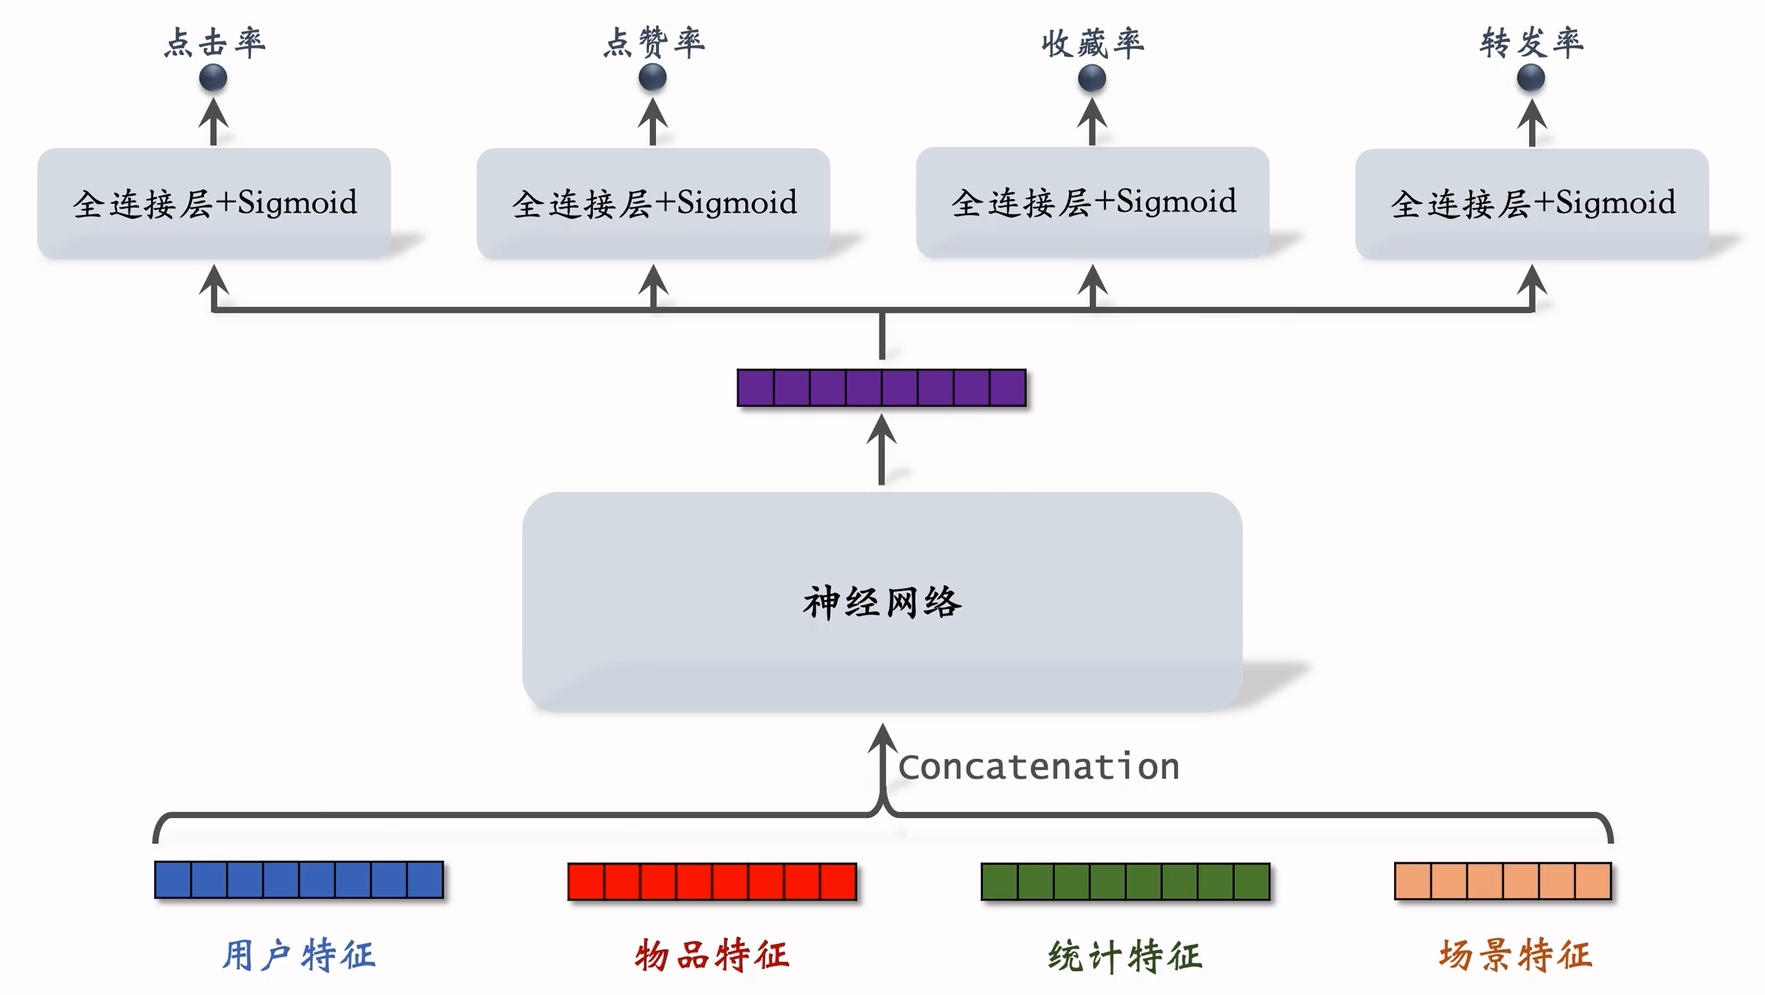 点击率
点赞率
收藏率
转发率
全连接层+Sigmoid
全连接层+Sigmoid
全连接层+Sigmoid
全连接层+Sigmoid
神经网络
Concatenation
用户特征
物品特征
统计特征
场景特征